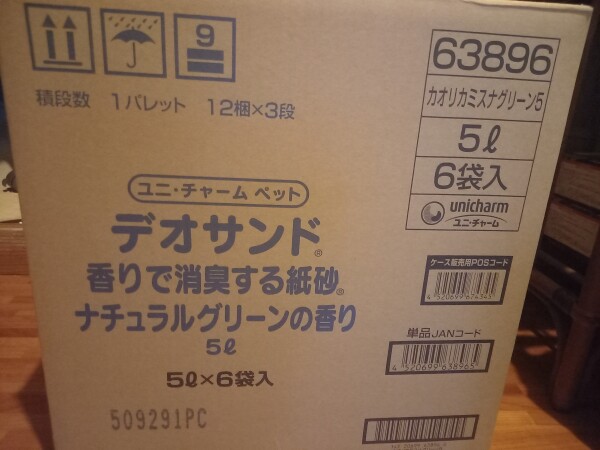 9
積段数 1パレット 12梱×3段
63896
カオリカミスナグリーン5
5ℓ
6袋入
unicharm
ユニ・チャーム
ユニ・チャーム ペット
デオサンド®
香りで消臭する紙砂®
ナチュラルグリーンの香り
5ℓ
5ℓ×6袋入
509291PC
ケース販売用POSコード
単品JANコード
4 520699 638965